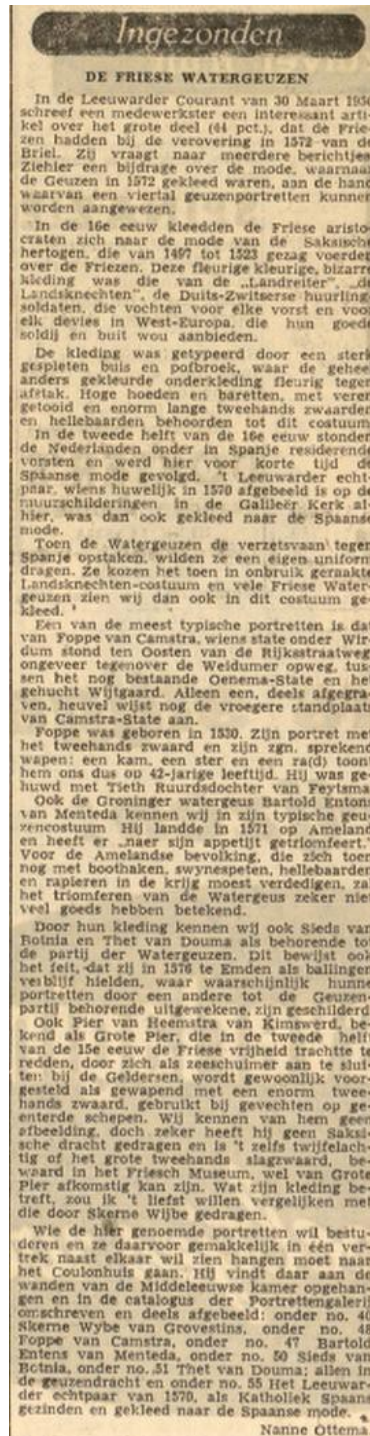 Ingezonden
DE FRIESE WATERGEUZEN
In de Leeuwarder Courant van 30 Maart
schreef een medewerkster een interessant arti-
kel over het grote deel (44 pct.), dat de Frie-
zen hadden bij de verovering in 1572 van de
Briel. Zij vraagt naar meerdere berichtjes
Ziehier een bijdrage over de mode, waarnaar
de Geuzen in 1572 gekleed waren, aan de hand
waarvan een viertal geuzenportretten kunnen
worden aangewezen.
In de 16e eeuw kleedden de Friese aristo-
craten zich naar de mode van de Saksische
hertogen, die van 1497 tot 1523 gezag voerden
over de Friezen. Deze fleurige kleurige, bizarre
kleding was die van de „Landreiter”, „de
Landsknechten”, de Duits-Zwitserse huurling
soldaten, die vochten voor elke vorst en voor
elk devies in West-Europa, die hun goede
soldij en buit wou aanbieden.
De kleding was getypeerd door een sterk
gespleten buis en pofbroek, waar de geheel
anders gekleurde onderkleding fleurig tegen
afstak. Hoge hoeden en baretten, met veren
getooid en enorm lange tweehands zwaarden
en hellebaarden behoorden tot dit costuum
In de tweede helft van de 16e eeuw stonden
de Nederlanden onder in Spanje residerende
vorsten en werd hier voor korte tijd de
Spaanse mode gevolgd. 't Leeuwarder echt-
paar, wiens huwelijk in 1570 afgebeeld is op de
muurschilderingen in de Galileër Kerk al-
hier, was dan ook gekleed naar de Spaanse
mode.
Toen de Watergeuzen de verzetsvaan tegen
Spanje opstaken, wilden ze een eigen uniform
dragen. Ze kozen het toen in onbruik geraakte
Landsknechten-costuum en vele Friese Water-
geuzen zien wij dan ook in dit costuum ge-
kleed.
Een van de meest typische portretten is dat
van Foppe van Camstra, wiens state onder Wir-
dum stond ten Oosten van de Rijksstraatweg
ongeveer tegenover de Weidumer opweg, tus-
sen het nog bestaande Oenema-State en het
gehucht Wijtgaard. Alleen een, deels afgegra-
ven, heuvel wijst nog de vroegere standplaats
van Camstra-State aan.
Foppe was geboren in 1530. Zijn portret met
het tweehands zwaard en zijn zgn. sprekend
wapen: een kam, een ster en een ra(d) toont
hem ons dus op 42-jarige leeftijd. Hij was ge-
huwd met Tieth Ruurdsdochter van Feytsma
Ook de Groninger watergeus Bartold Entens
van Menteda kennen wij in zijn typische geu-
zencostuum Hij landde in 1571 op Ameland
en heeft er „naer sijn appetijt getriomfeert.”
Voor de Amelandse bevolking, die zich toen
nog met boothaken, swynespeten, hellebaarden
en rapieren in de krijg moest verdedigen, zal
het triomferen van de Watergeus zeker niet
veel goeds hebben betekend.
Door hun kleding kennen wij ook Sieds van
Botnia en Thet van Douma als behorende tot
de partij der Watergeuzen. Dit bewijst ook
het feit, dat zij in 1576 te Emden als ballingen
verblijf hielden, waar waarschijnlijk hunne
portretten door een andere tot de Geuzen-
partij behorende uitgewekene, zijn geschilderd
Ook Pier van Heemstra van Kimswerd, be-
kend als Grote Pier, die in de tweede helft
van de 15e eeuw de Friese vrijheid trachtte te
redden, door zich als zeeschuimer aan te slui-
ten bij de Geldersen, wordt gewoonlijk voor-
gesteld als gewapend met een enorm twee-
hands zwaard, gebruikt bij gevechten op ge-
enterde schepen. Wij kennen van hem geen
afbeelding, doch zeker heeft hij geen Saksi-
sche dracht gedragen en is 't zelfs twijfelach-
tig of het grote tweehands slagzwaard, be-
waard in het Friesch Museum, wel van Grote
Pier afkomstig kan zijn. Wat zijn kleding be-
treft, zou ik 't liefst willen vergelijken met
die door Skerne Wijbe gedragen.
Wie de hier genoemde portretten wil bestu-
deren en ze daarvoor gemakkelijk in één ver-
trek naast elkaar wil zien hangen moet naar
het Coulonhuis gaan. Hij vindt daar aan de
wanden van de Middeleeuwse kamer opgehan-
gen en in de catalogus der Portrettengalerij
omschreven en deels afgebeeld: onder no. 40
Skerne Wybe van Grovestins, onder no. 48
Foppe van Camstra, onder no. 47 Bartold
Entens van Menteda, onder no. 50 Sieds van
Botnia, onder no. 51 Thet van Douma; allen in
de geuzendracht en onder no. 55 Het Leeuwar-
der echtpaar van 1570, als Katholiek Spaans
gezinden en gekleed naar de Spaanse mode.
Nanne Ottema